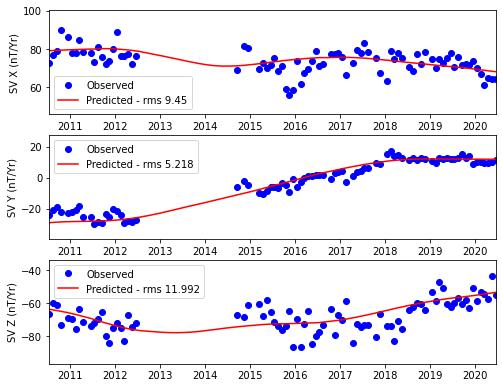 SV X (nT/Yr)
100
80
60
Observed
Predicted - rms 9.45
2011 2012 2013 2014 2015 2016 2017 2018 2019 2020
SV Y (nT/Yr)
20
0
−20
Observed
Predicted - rms 5.218
2011 2012 2013 2014 2015 2016 2017 2018 2019 2020
SV Z (nT/Yr)
−40
−60
−80
Observed
Predicted - rms 11.992
2011 2012 2013 2014 2015 2016 2017 2018 2019 2020